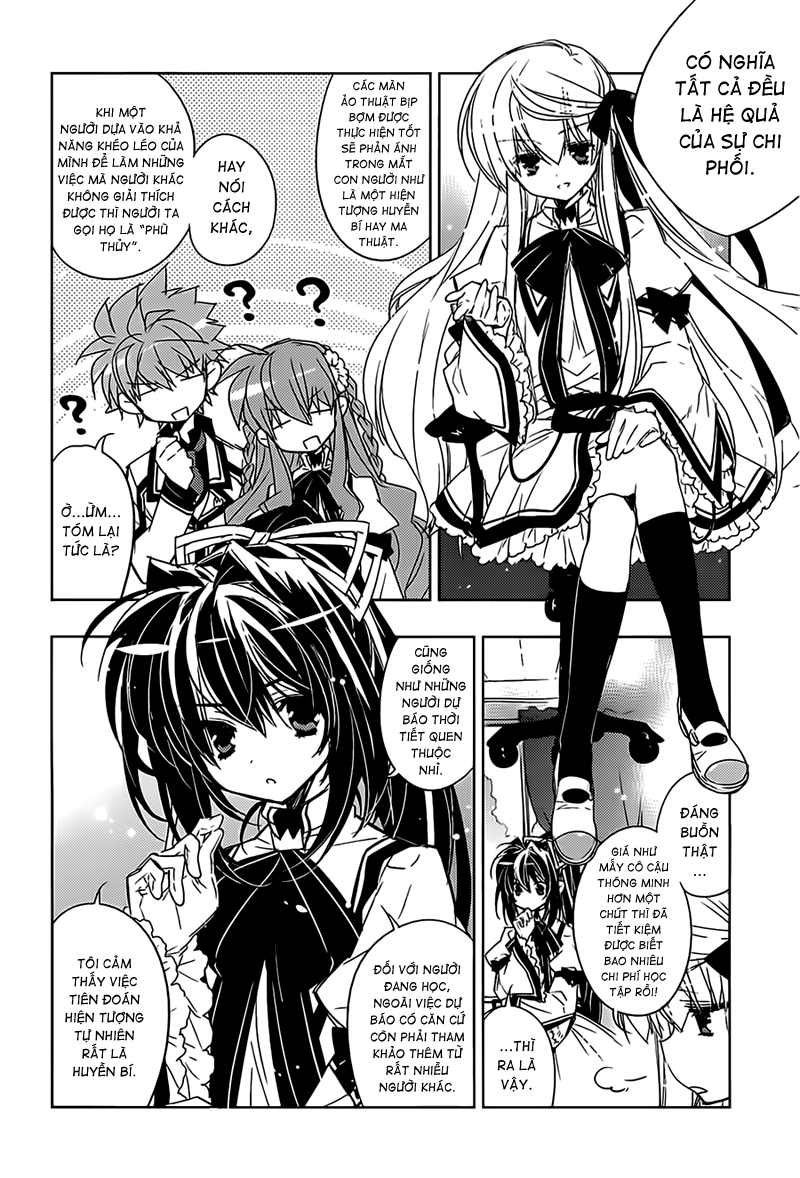 CÓ NGHĨA
TẤT CẢ ĐỀU
LÀ HỆ QUẢ
CỦA SỰ CHI
PHỐI.
CÁC MÀN
ẢO THUẬT BỊP
BỢM ĐƯỢC
THỰC HIỆN TỐT
SẼ PHẢN ÁNH
TRONG MẮT
CON NGƯỜI NHƯ
LÀ MỘT HIỆN
TƯỢNG HUYỀN
BÍ HAY MA
THUẬT.
HAY
NÓI
CÁCH
KHÁC,
KHI MỘT
NGƯỜI DỰA VÀO KHẢ
NĂNG KHÉO LÉO CỦA
MÌNH ĐỂ LÀM NHỮNG
VIỆC MÀ NGƯỜI KHÁC
KHÔNG GIẢI THÍCH
ĐƯỢC THÌ NGƯỜI TA
GỌI HỌ LÀ “PHÙ
THỦY”.
?
?
?
Ờ...ỪM...
TÓM LẠI
TỨC LÀ?
ĐÁNG
BUỒN
THẬT
...
GIÁ NHƯ
MẤY CÔ CẬU
THÔNG MINH
HƠN MỘT
CHÚT THÌ ĐÃ
TIẾT KIỆM
ĐƯỢC BIẾT
BAO NHIÊU
CHI PHÍ HỌC
TẬP RỒI!
...THÌ
RA LÀ
VẬY.
CŨNG
GIỐNG
NHƯ NHỮNG
NGƯỜI DỰ
BÁO THỜI
TIẾT QUEN
THUỘC
NHỈ.
ĐỐI VỚI NGƯỜI
ĐANG HỌC,
NGOÀI VIỆC DỰ
BÁO CÓ CĂN CỨ
CÒN PHẢI THAM
KHẢO THÊM TỪ
RẤT NHIỀU
NGƯỜI KHÁC.
TÔI CẢM
THẤY VIỆC
TIÊN ĐOÁN
HIỆN TƯỢNG
TỰ NHIÊN
RẤT LÀ
HUYỀN BÍ.